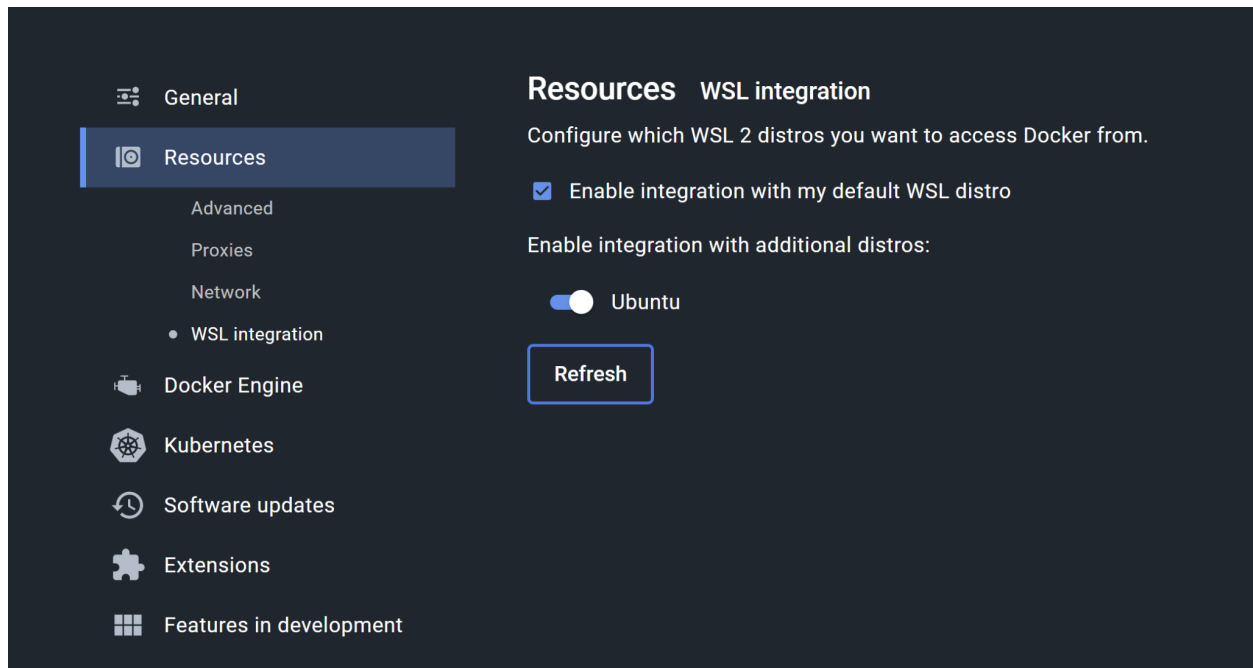 General
Resources
Advanced
Proxies
Network
WSL integration
Docker Engine
Kubernetes
Software updates
Extensions
Features in development
Resources WSL integration
Configure which WSL 2 distros you want to access Docker from.
Enable integration with my default WSL distro
Enable integration with additional distros:
Ubuntu
Refresh